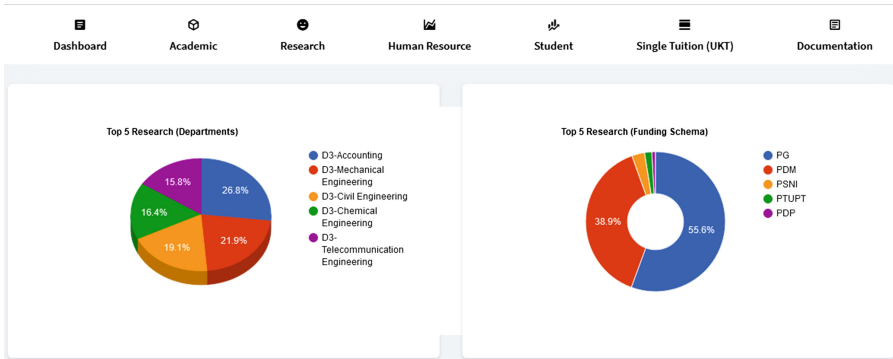 Dashboard
Academic
Research
Human Resource
Student
Single Tuition (UKT)
Documentation
Top 5 Research (Departments)
26.8%
21.9%
19.1%
16.4%
15.8%
D3-Accounting
D3-Mechanical
Engineering
D3-Civil Engineering
D3-Chemical
Engineering
D3-
Telecommunication
Engineering
Top 5 Research (Funding Schema)
55.6%
38.9%
PG
PDM
PSNI
PTUPT
PDP